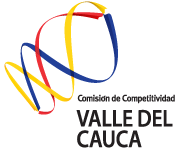 Comisión de Competitividad
VALLE DEL
CAUCA